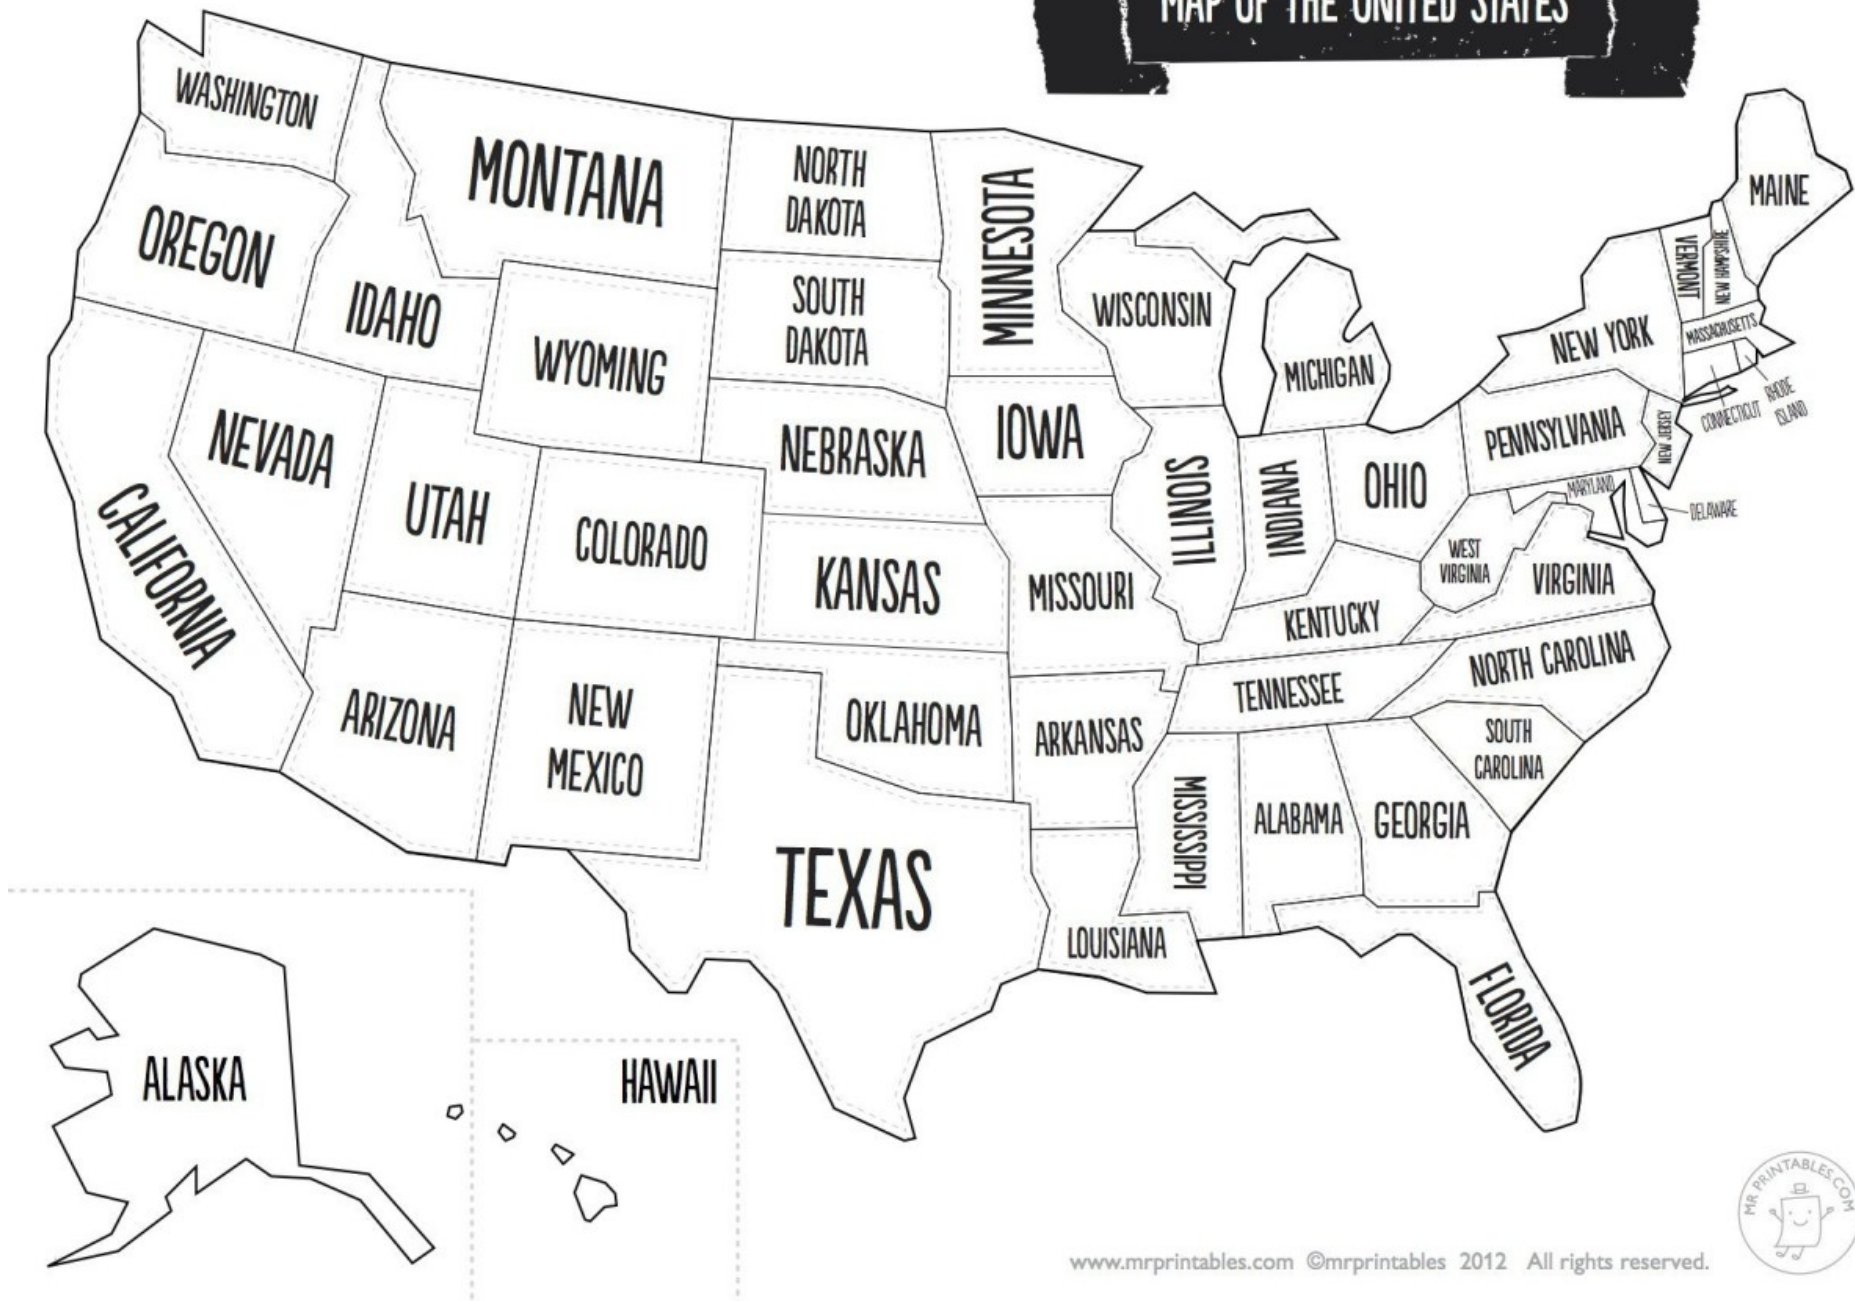 MAP OF THE UNITED STATES
WASHINGTON
MONTANA
NORTH
DAKOTA
MINNESOTA
MAINE
OREGON
IDAHO
WYOMING
SOUTH
DAKOTA
WISCONSIN
MICHIGAN
NEW YORK
VERMONT
NEW HAMPSHIRE
MASSACHUSETTS
CONNECTICUT
RHODE
ISLAND
CALIFORNIA
NEVADA
UTAH
COLORADO
NEBRASKA
IOWA
ILLINOIS
INDIANA
OHIO
PENNSYLVANIA
NEW JERSEY
MARYLAND
DELAWARE
KANSAS
MISSOURI
KENTUCKY
WEST
VIRGINIA
VIRGINIA
ARIZONA
NEW
MEXICO
OKLAHOMA
ARKANSAS
TENNESSEE
NORTH CAROLINA
SOUTH
CAROLINA
TEXAS
LOUISIANA
MISSISSIPPI
ALABAMA
GEORGIA
FLORIDA
ALASKA
HAWAII
MR PRINTABLES.COM
www.mrprintables.com ©mrprintables 2012 All rights reserved.